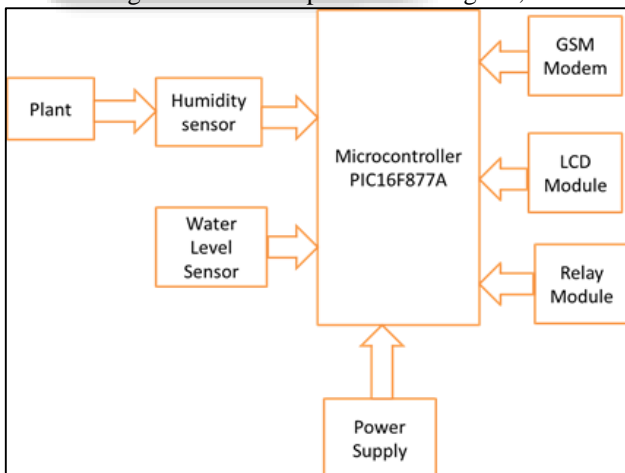 GSM
Modem
Plant
Humidity
sensor
Microcontroller
PIC16F877A
LCD
Module
Water
Level
Sensor
Relay
Module
Power
Supply